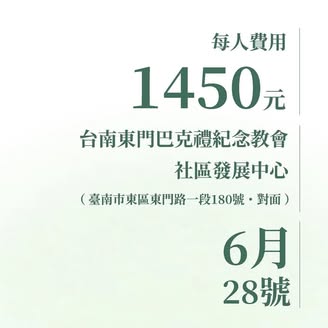 每人費用
1450元
台南東門巴克禮紀念教會
社區發展中心
（臺南市東區東門路一段180號・對面）
6月
28號